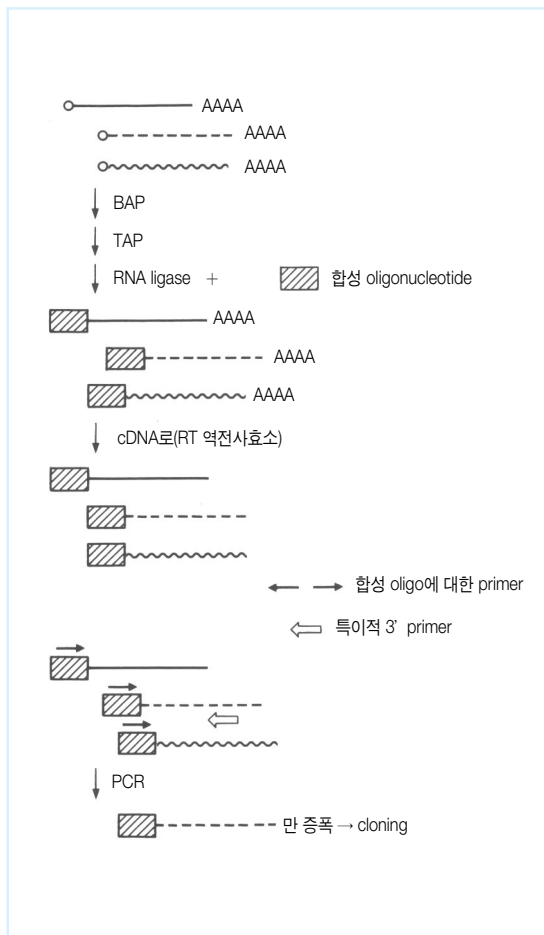 AAAA
AAAA
AAAA
BAP
TAP
RNA ligase + 합성 oligonucleotide
AAAA
AAAA
AAAA
cDNA로(RT 역전사효소)
합성 oligo에 대한 primer
특이적 3' primer
PCR
만 증폭 → cloning